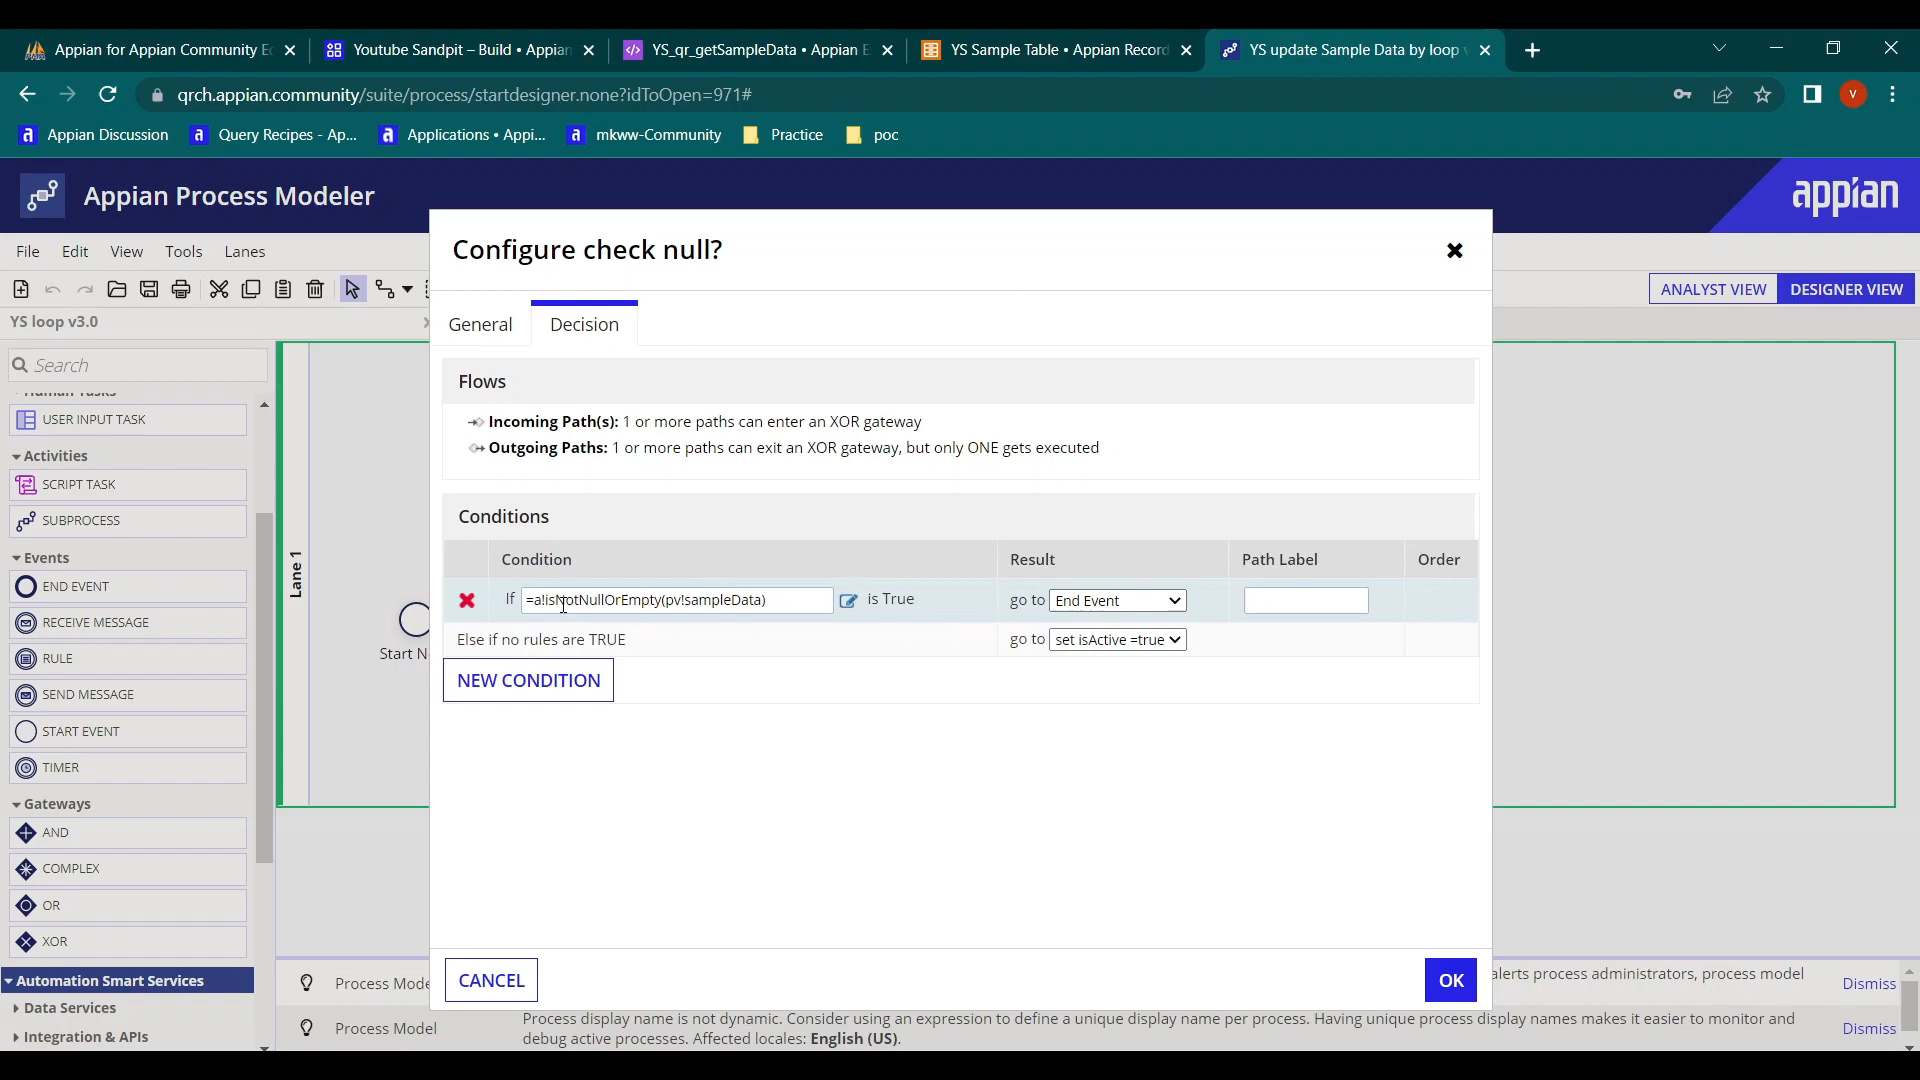 Appian for Appian Community E
Youtube Sandpit – Build • Appian
YS_qr_getSampleData • Appian E
YS Sample Table • Appian Record
YS update Sample Data by loop v
qrch.appian.community/suite/process/startdesigner.none?idToOpen=971#
V
Appian Discussion
Query Recipes - Ap...
Applications • Appi...
mkww-Community
Practice
poc
Appian Process Modeler
appian
File
Edit
View
Tools
Lanes
ANALYST VIEW
DESIGNER VIEW
YS loop v3.0
Search
Human Tasks
USER INPUT TASK
Activities
SCRIPT TASK
SUBPROCESS
Events
END EVENT
RECEIVE MESSAGE
RULE
SEND MESSAGE
START EVENT
TIMER
Gateways
AND
COMPLEX
OR
XOR
Automation Smart Services
Data Services
Integration & APIs
Lane 1
Start N
Configure check null?
General
Decision
Flows
Incoming Path(s): 1 or more paths can enter an XOR gateway
Outgoing Paths: 1 or more paths can exit an XOR gateway, but only ONE gets executed
Conditions
Condition
Result
Path Label
Order
If =a!isNotNullOrEmpty(pv!sampleData) is True
go to End Event
Else if no rules are TRUE
go to set isActive =true
NEW CONDITION
CANCEL
OK
Process Mode
alerts process administrators, process model
Dismiss
Process Model
Process display name is not dynamic. Consider using an expression to define a unique display name per process. Having unique process display names makes it easier to monitor and
debug active processes. Affected locales: English (US).
Dismiss